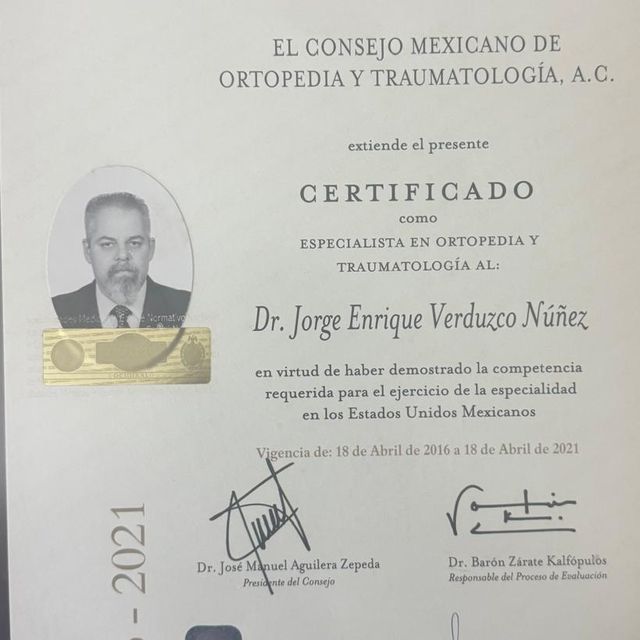 EL CONSEJO MEXICANO DE
ORTOPEDIA Y TRAUMATOLOGÍA, A.C.
extiende el presente
CERTIFICADO
como
ESPECIALISTA EN ORTOPEDIA Y
TRAUMATOLOGÍA AL:
Dr. Jorge Enrique Verduzco Núñez
en virtud de haber demostrado la competencia
requerida para el ejercicio de la especialidad
en los Estados Unidos Mexicanos
Vigencia de: 18 de Abril de 2016 a 18 de Abril de 2021
Dr. José Manuel Aguilera Zepeda
Presidente del Consejo
Dr. Barón Zárate Kalfópulos
Responsable del Proceso de Evaluación
- 2021